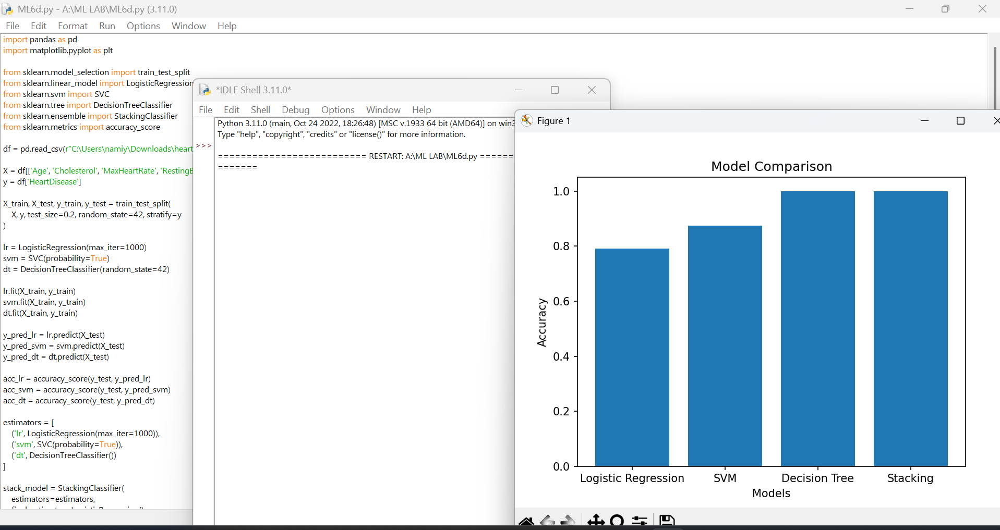 ML6d.py - A:\ML LAB\ML6d.py (3.11.0)
File Edit Format Run Options Window Help
import pandas as pd
import matplotlib.pyplot as plt
from sklearn.model_selection import train_test_split
from sklearn.linear_model import LogisticRegression
from sklearn.svm import SVC
from sklearn.tree import DecisionTreeClassifier
from sklearn.ensemble import StackingClassifier
from sklearn.metrics import accuracy_score
df = pd.read_csv(r"C:\Users\namiy\Downloads\heart
X = df[['Age', 'Cholesterol', 'MaxHeartRate', 'Resting
y = df['HeartDisease']
X_train, X_test, y_train, y_test = train_test_split(
X, y, test_size=0.2, random_state=42, stratify=y
)
lr = LogisticRegression(max_iter=1000)
svm = SVC(probability=True)
dt = DecisionTreeClassifier(random_state=42)
lr.fit(X_train, y_train)
svm.fit(X_train, y_train)
dt.fit(X_train, y_train)
y_pred_lr = lr.predict(X_test)
y_pred_svm = svm.predict(X_test)
y_pred_dt = dt.predict(X_test)
acc_lr = accuracy_score(y_test, y_pred_lr)
acc_svm = accuracy_score(y_test, y_pred_svm)
acc_dt = accuracy_score(y_test, y_pred_dt)
estimators = [
('lr', LogisticRegression(max_iter=1000)),
('svm', SVC(probability=True)),
('dt', DecisionTreeClassifier())
]
stack_model = StackingClassifier(
estimators=estimators,
*IDLE Shell 3.11.0*
File Edit Shell Debug Options Window Help
Python 3.11.0 (main, Oct 24 2022, 18:26:48) [MSC v.1933 64 bit (AMD64)] on win3
Type "help", "copyright", "credits" or "license()" for more information.
>>>
========================== RESTART: A:\ML LAB\ML6d.py ======
=======
Figure 1
Model Comparison
1.0
0.8
0.6
0.4
0.2
0.0
Accuracy
Logistic Regression SVM Decision Tree Stacking
Models